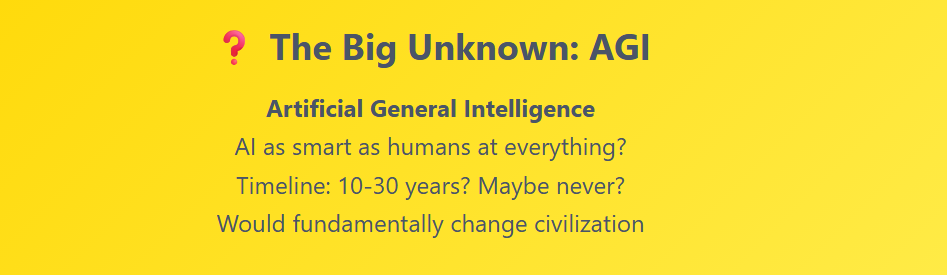 ❓ The Big Unknown: AGI
Artificial General Intelligence
AI as smart as humans at everything?
Timeline: 10-30 years? Maybe never?
Would fundamentally change civilization